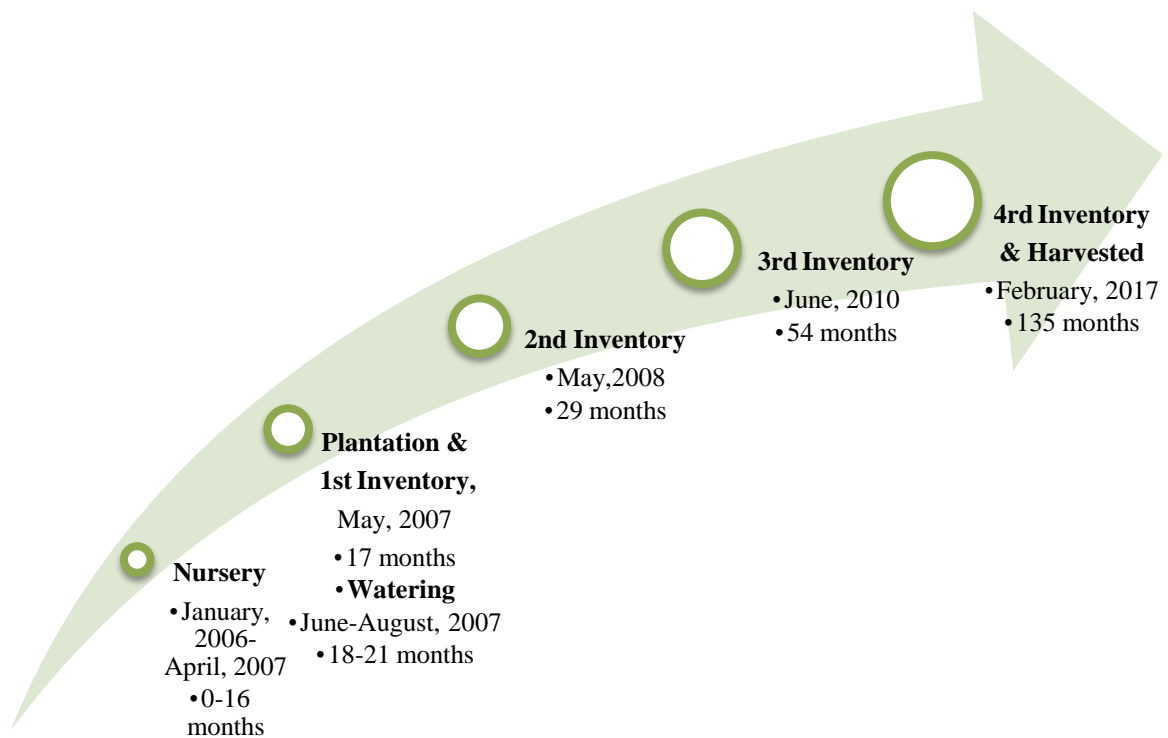 Nursery
•January,
2006-
April, 2007
•0-16
months
Plantation &
1st Inventory,
May, 2007
•17 months
•Watering
•June-August, 2007
•18-21 months
2nd Inventory
•May,2008
•29 months
3rd Inventory
•June, 2010
•54 months
4rd Inventory
& Harvested
•February, 2017
•135 months